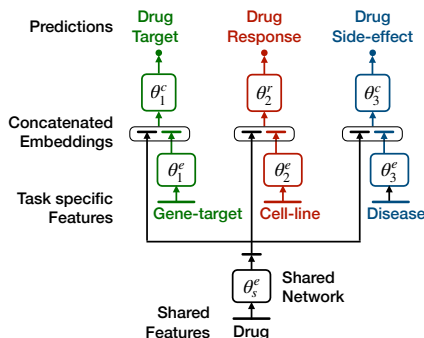 Predictions
Drug Target
Drug Response
Drug Side-effect
θ₁ᶜ
θ₂ʳ
θ₃ᶜ
Concatenated Embeddings
θ₁ᵉ
θ₂ᵉ
θ₃ᵉ
Task specific Features
Gene-target
Cell-line
Disease
θₛᵉ
Shared Network
Shared Features
Drug